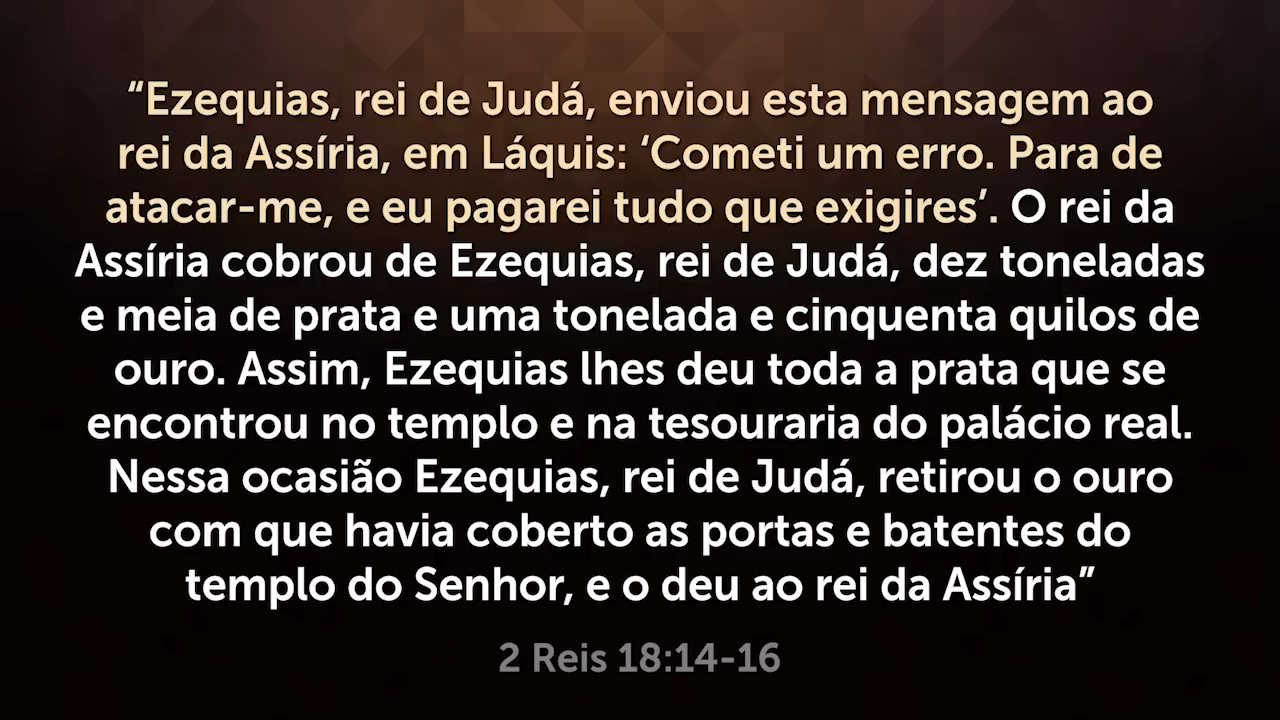 “Ezequias, rei de Judá, enviou esta mensagem ao
rei da Assíria, em Láquis: ‘Cometi um erro. Para de
atacar-me, e eu pagarei tudo que exigires’. O rei da
Assíria cobrou de Ezequias, rei de Judá, dez toneladas
e meia de prata e uma tonelada e cinquenta quilos de
ouro. Assim, Ezequias lhes deu toda a prata que se
encontrou no templo e na tesouraria do palácio real.
Nessa ocasião Ezequias, rei de Judá, retirou o ouro
com que havia coberto as portas e batentes do
templo do Senhor, e o deu ao rei da Assíria”
2 Reis 18:14-16